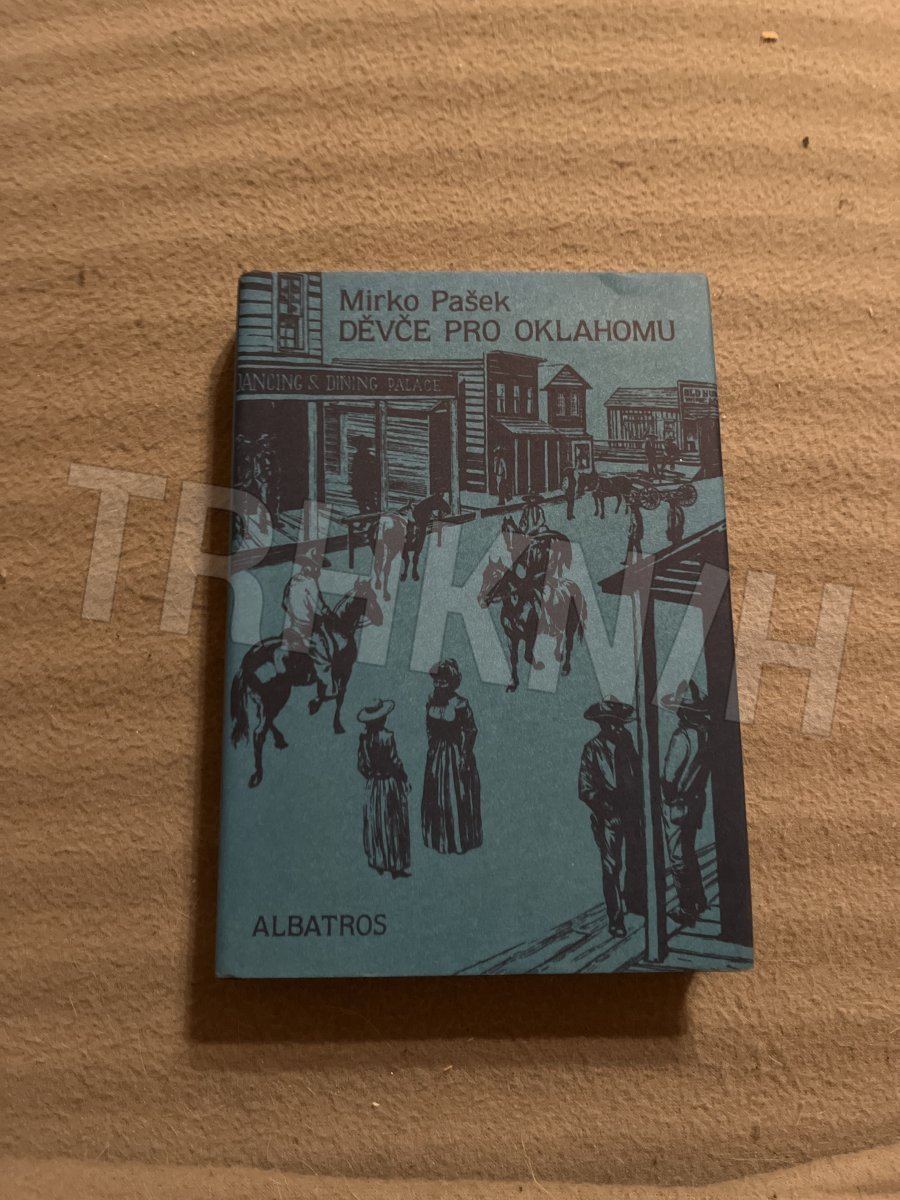 Mirko Pašek
DĚVČE PRO OKLAHOMU
DANCING & DINING PALACE
TRHKNIH
ALBATROS